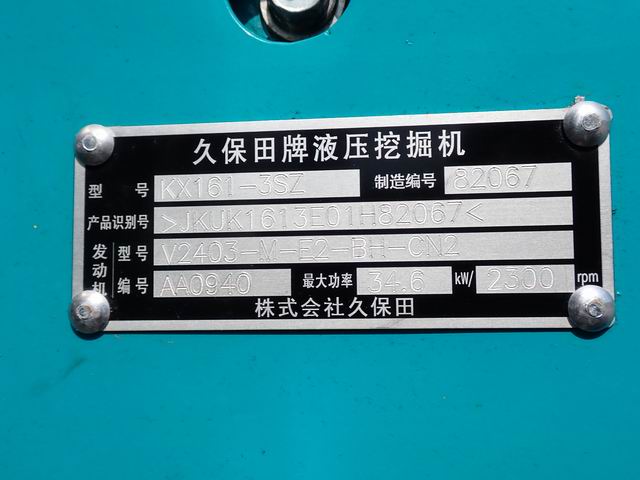 久保田牌液压挖掘机
型 号 KX161-3SZ 制造编号 82067
产品识别号 >JKUK1613E01H82067<
发动机 型号 V2403-M-E2-BH-CN2
编号 AA0940 最大功率 34.6 kW/ 2300 rpm
株式会社久保田